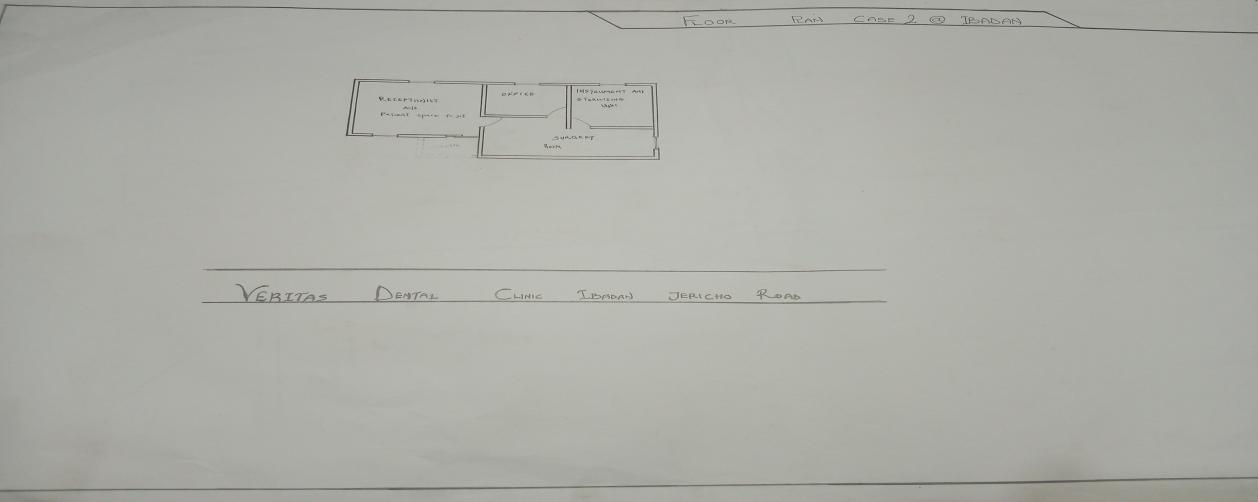 FLOOR PLAN CASE 2 @ IBADAN
RECEPTIONIST
AND
Patient space to sit
OFFICE
INSTRUMENT AND
STERILIZING
SURGERY
Room
VERITAS DENTAL CLINIC IBADAN JERICHO ROAD